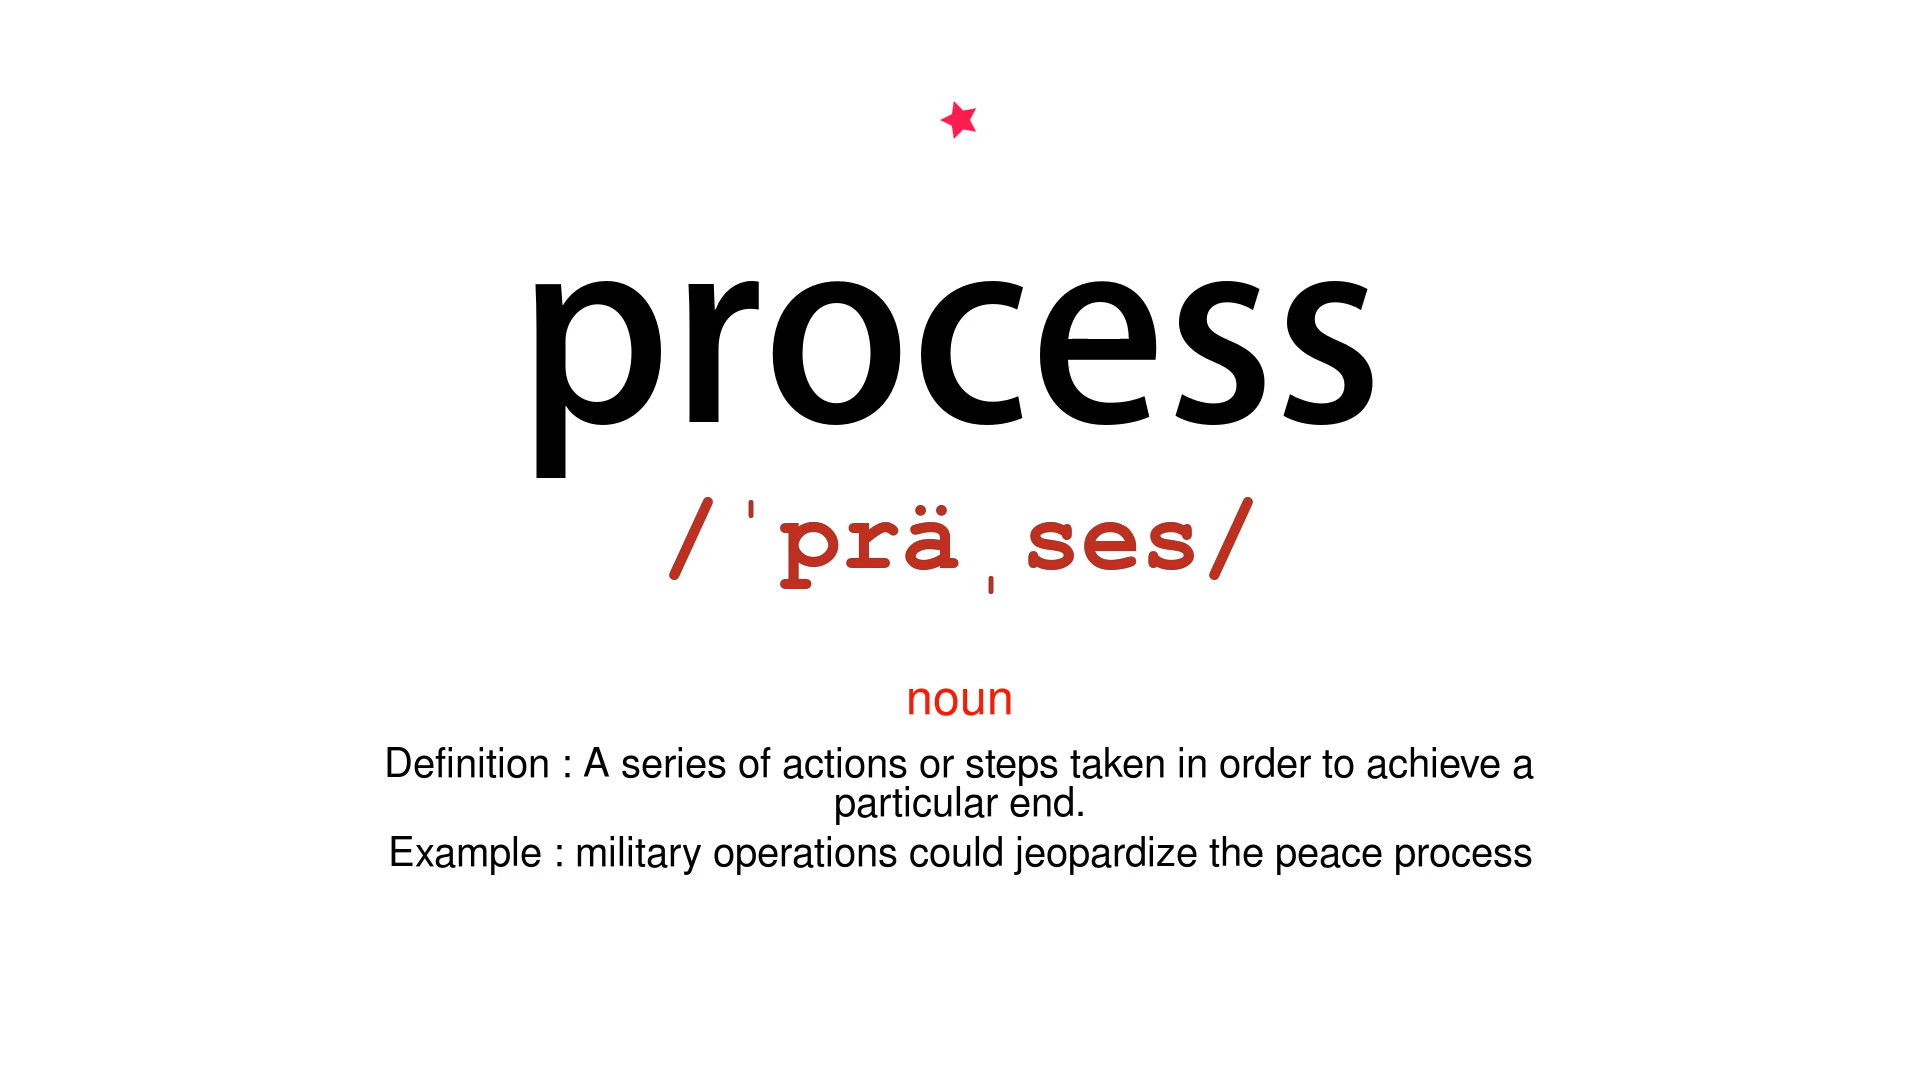 process
/ˈpräˌses/
noun
Definition : A series of actions or steps taken in order to achieve a
particular end.
Example : military operations could jeopardize the peace process